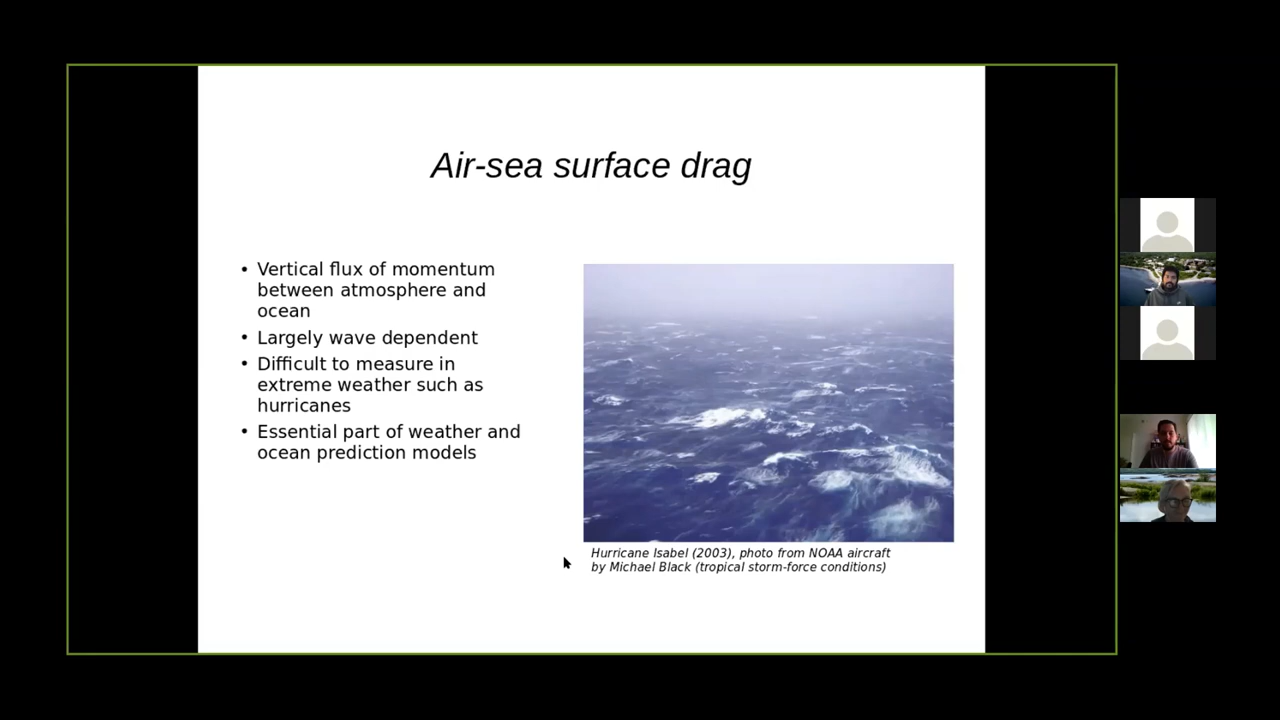 Air-sea surface drag
• Vertical flux of momentum
between atmosphere and
ocean
• Largely wave dependent
• Difficult to measure in
extreme weather such as
hurricanes
• Essential part of weather and
ocean prediction models
Hurricane Isabel (2003), photo from NOAA aircraft
by Michael Black (tropical storm-force conditions)